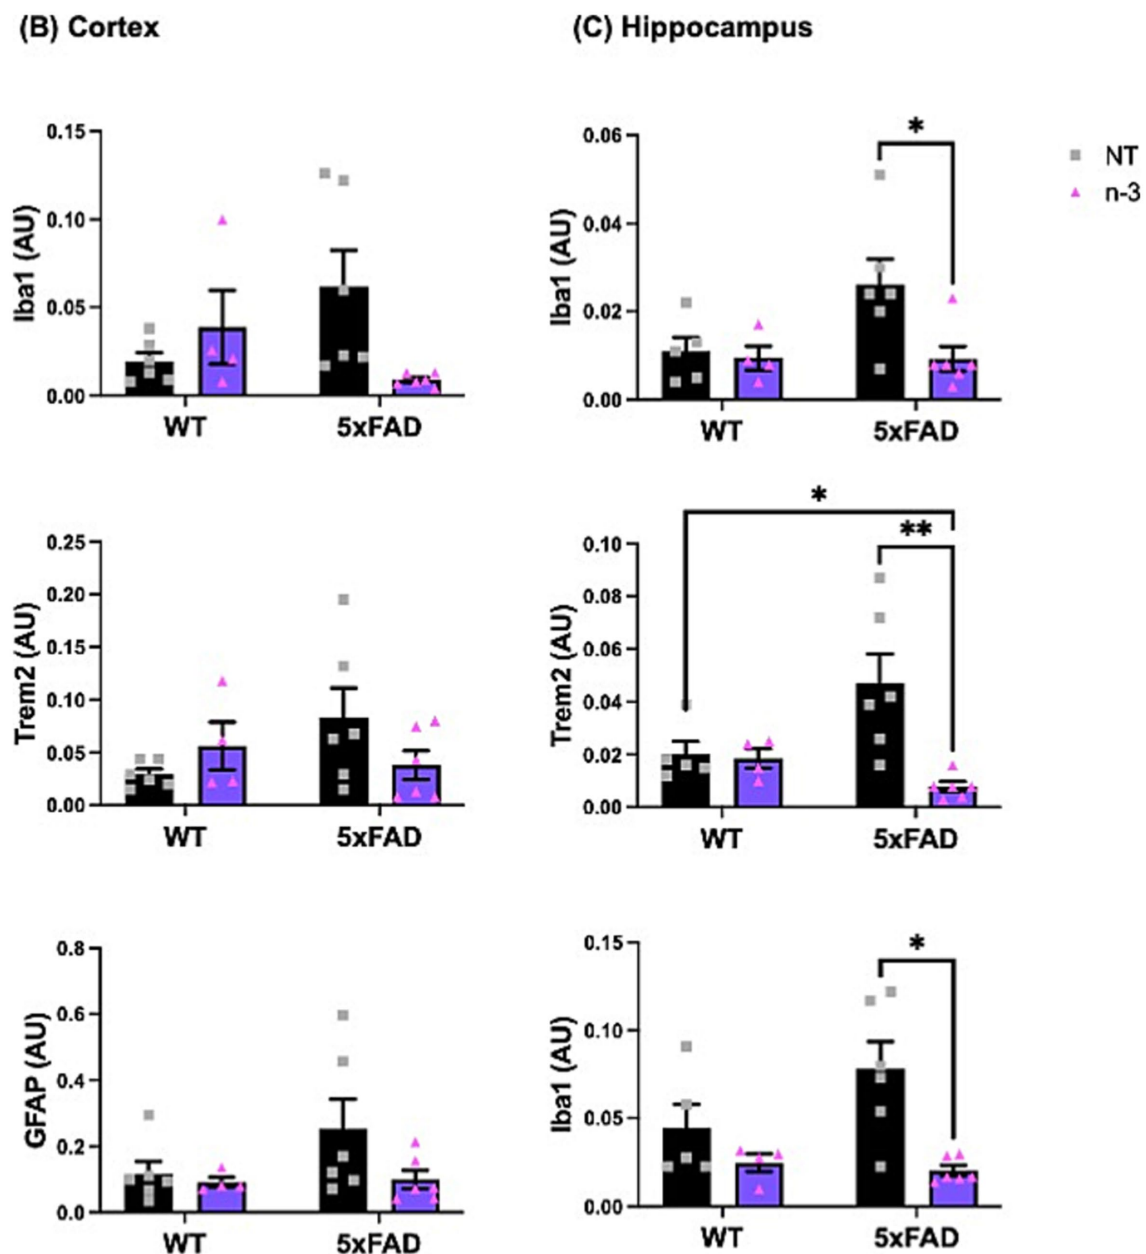 (B) Cortex
(C) Hippocampus
NT
n-3
Iba1 (AU)
0.15
0.10
0.05
0.00
WT
5xFAD
Iba1 (AU)
0.06
0.04
0.02
0.00
*
WT
5xFAD
Trem2 (AU)
0.25
0.20
0.15
0.10
0.05
0.00
WT
5xFAD
Trem2 (AU)
0.10
0.08
0.06
0.04
0.02
0.00
*
**
WT
5xFAD
GFAP (AU)
0.8
0.6
0.4
0.2
0.0
WT
5xFAD
Iba1 (AU)
0.15
0.10
0.05
0.00
*
WT
5xFAD